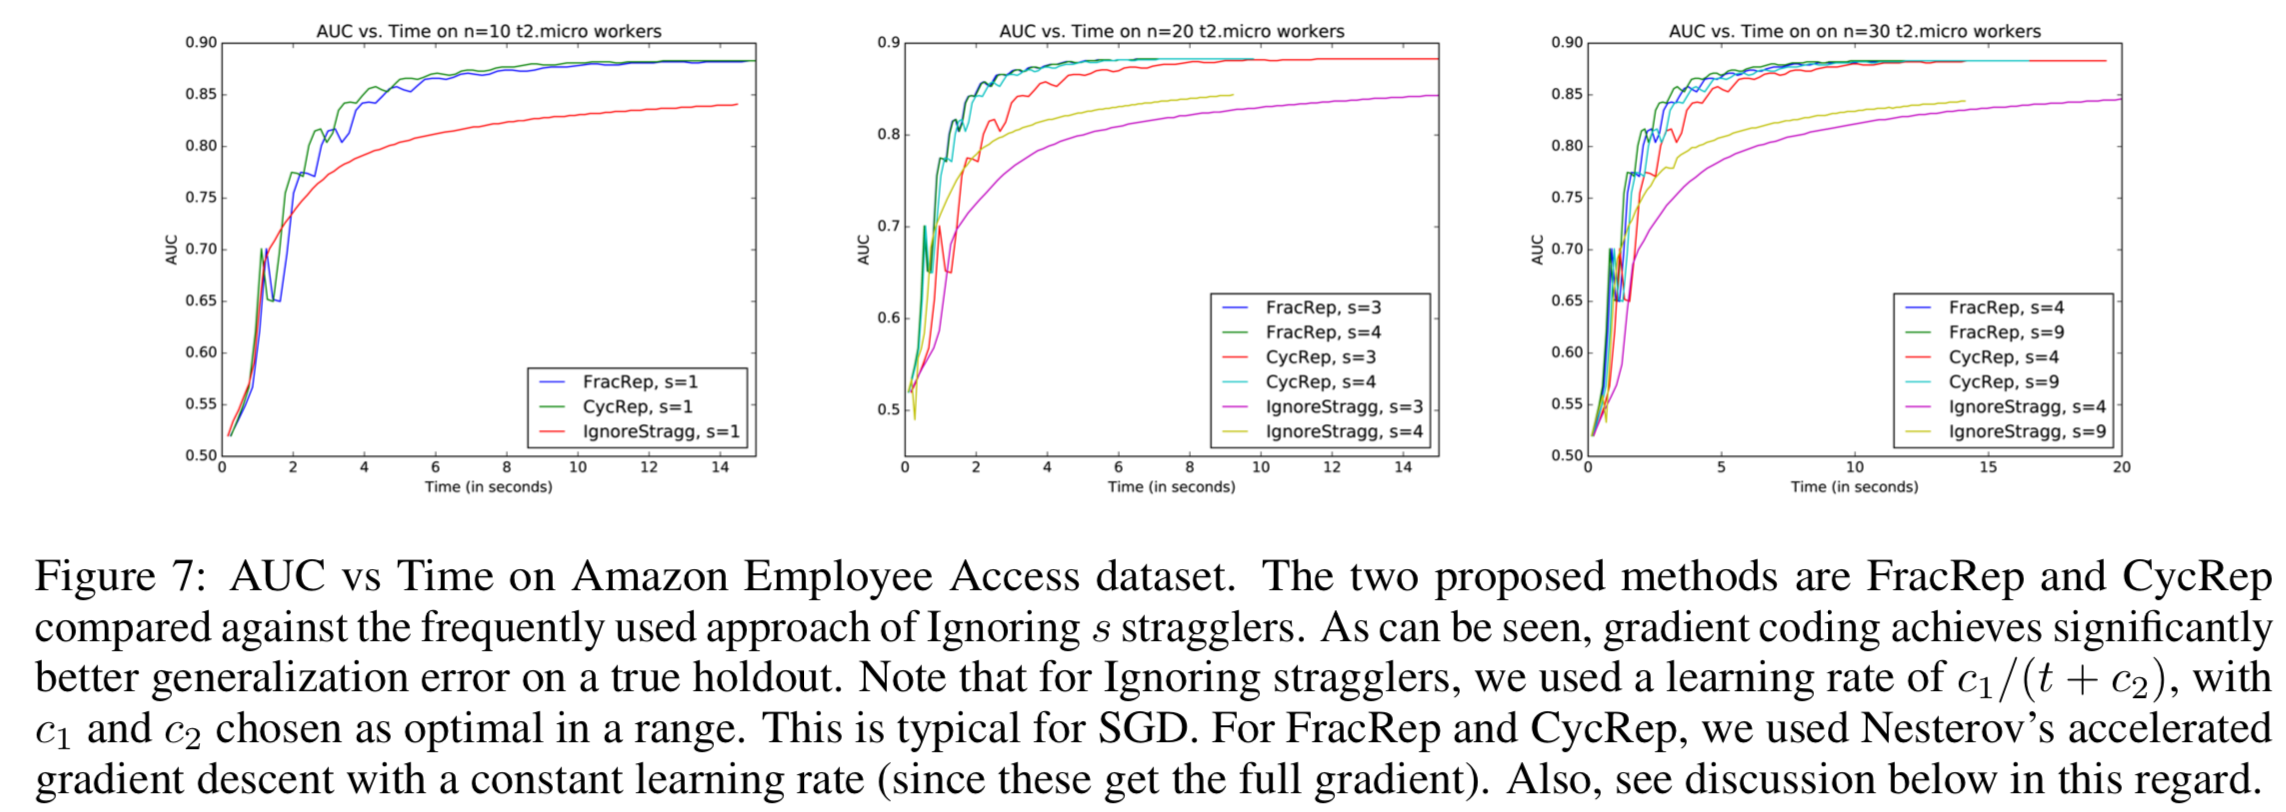 AUC vs. Time on n=10 t2.micro workers
0.90
0.85
0.80
0.75
0.70
0.65
0.60
0.55
0.50
AUC
0 2 4 6 8 10 12 14
Time (in seconds)
FracRep, s=1
CycRep, s=1
IgnoreStragg, s=1
AUC vs. Time on n=20 t2.micro workers
0.9
0.8
0.7
0.6
0.5
AUC
0 2 4 6 8 10 12 14
Time (in seconds)
FracRep, s=3
FracRep, s=4
CycRep, s=3
CycRep, s=4
IgnoreStragg, s=3
IgnoreStragg, s=4
AUC vs. Time on on n=30 t2.micro workers
0.90
0.85
0.80
0.75
0.70
0.65
0.60
0.55
0.50
AUC
0 5 10 15 20
Time (in seconds)
FracRep, s=4
FracRep, s=9
CycRep, s=4
CycRep, s=9
IgnoreStragg, s=4
IgnoreStragg, s=9
Figure 7: AUC vs Time on Amazon Employee Access dataset. The two proposed methods are FracRep and CycRep
compared against the frequently used approach of Ignoring s stragglers. As can be seen, gradient coding achieves significantly
better generalization error on a true holdout. Note that for Ignoring stragglers, we used a learning rate of c₁/(t + c₂), with
c₁ and c₂ chosen as optimal in a range. This is typical for SGD. For FracRep and CycRep, we used Nesterov's accelerated
gradient descent with a constant learning rate (since these get the full gradient). Also, see discussion below in this regard.